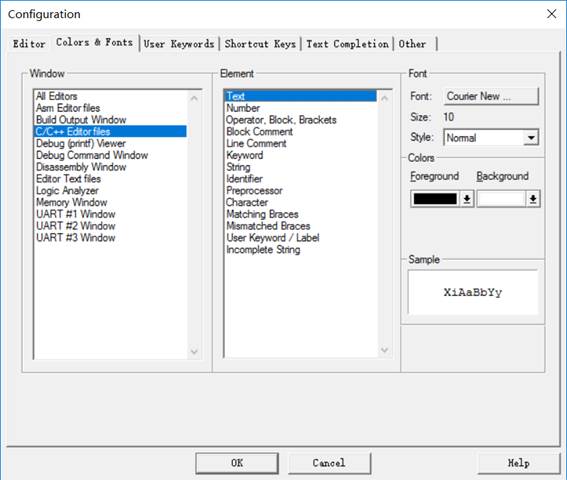 Configuration
Editor Colors & Fonts User Keywords Shortcut Keys Text Completion Other
Window
All Editors
Asm Editor files
Build Output Window
C/C++ Editor files
Debug (printf) Viewer
Debug Command Window
Disassembly Window
Editor Text files
Logic Analyzer
Memory Window
UART #1 Window
UART #2 Window
UART #3 Window
Element
Text
Number
Operator, Block, Brackets
Block Comment
Line Comment
Keyword
String
Identifier
Preprocessor
Character
Matching Braces
Mismatched Braces
User Keyword / Label
Incomplete String
Font
Font: Courier New ...
Size: 10
Style: Normal
Colors
Foreground Background
Sample
XiAaBbYy
OK Cancel Help